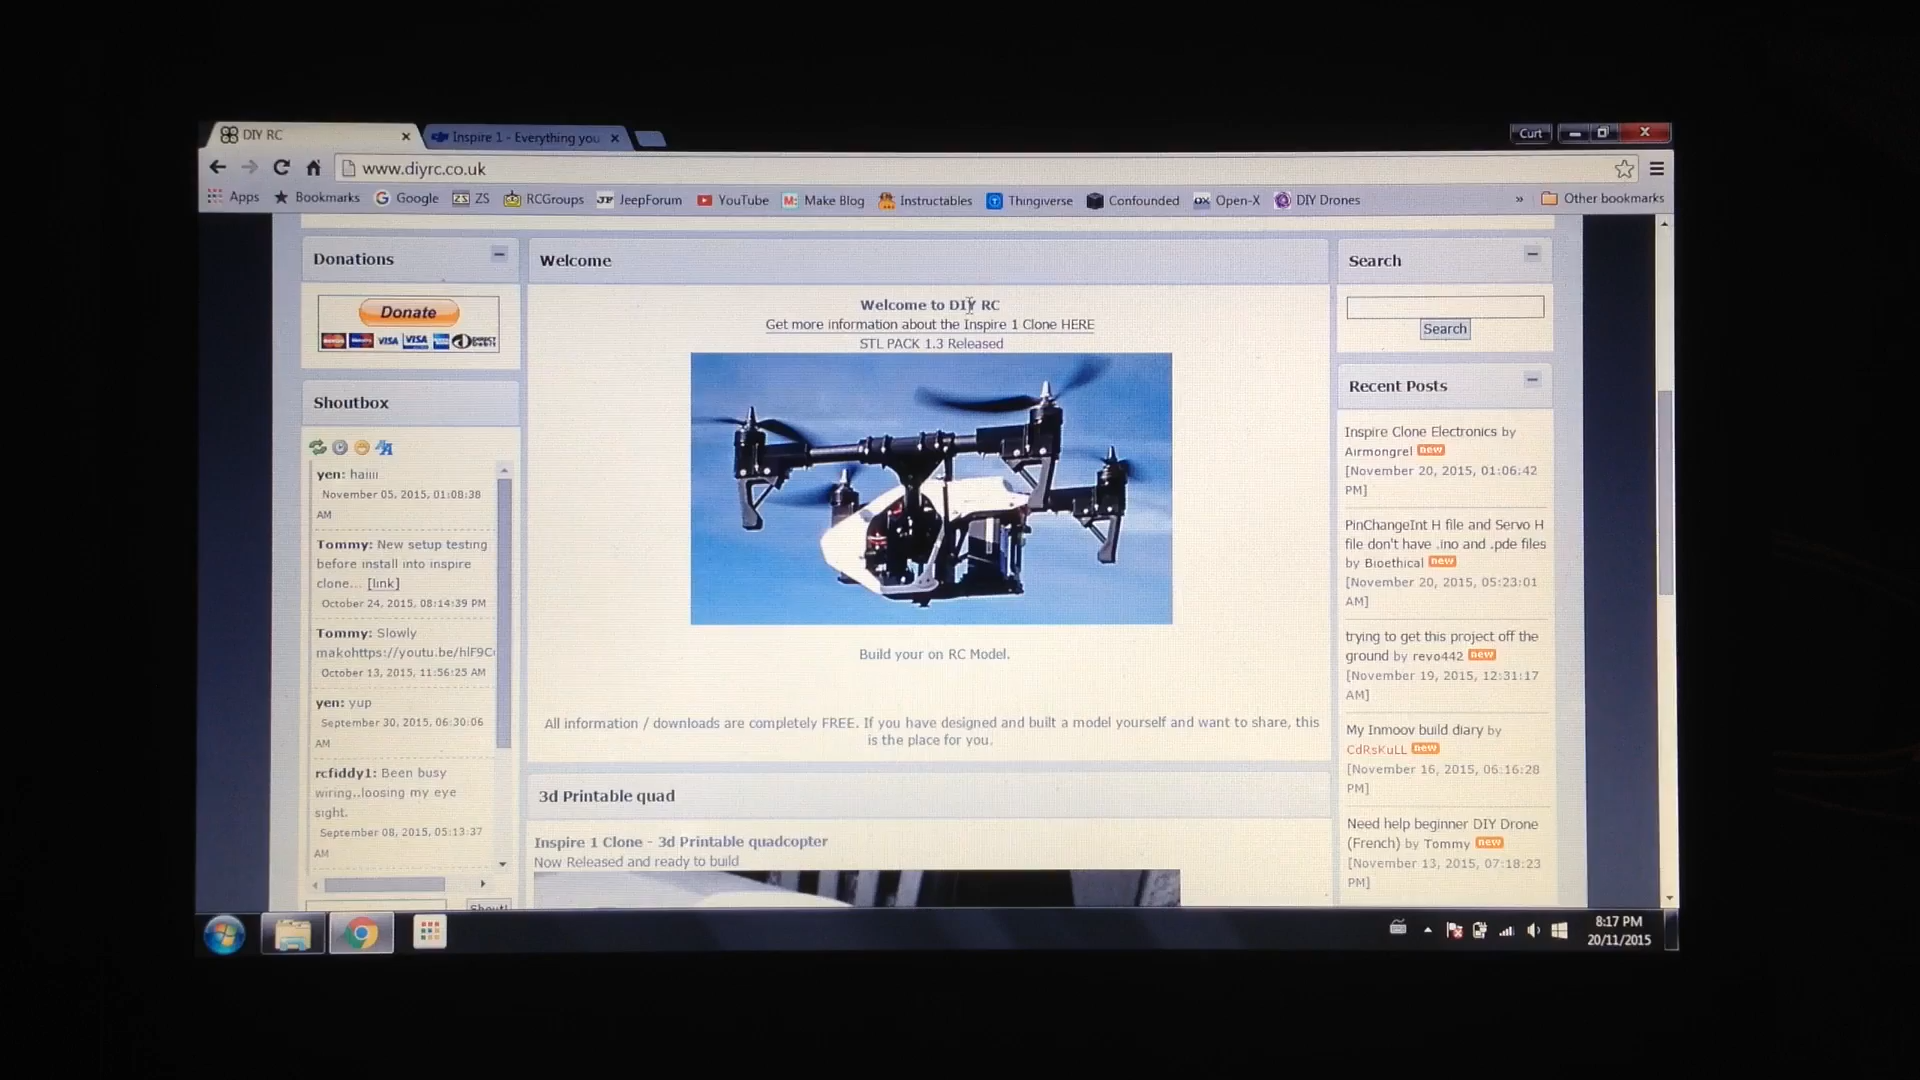 DIY RC
Inspire 1 - Everything you
Curt
www.diyrc.co.uk
Apps
Bookmarks
Google
ZS
RCGroups
JeepForum
YouTube
Make Blog
Instructables
Thingiverse
Confounded
Open-X
DIY Drones
»
Other bookmarks
Donations
Donate
VISA
VISA
DIRECT
Shoutbox
yen: haiiii
November 05, 2015, 01:08:38
AM
Tommy: New setup testing
before install into inspire
clone... [link]
October 24, 2015, 08:14:39 PM
Tommy: Slowly
makohttps://youtu.be/hlF9C
October 13, 2015, 11:56:25 AM
yen: yup
September 30, 2015, 06:30:06
AM
rcfiddy1: Been busy
wiring..loosing my eye
sight.
September 08, 2015, 05:13:37
AM
Shout!
Welcome
Welcome to DIY RC
Get more information about the Inspire 1 Clone HERE
STL PACK 1.3 Released
Build your on RC Model.
All information / downloads are completely FREE. If you have designed and built a model yourself and want to share, this
is the place for you.
3d Printable quad
Inspire 1 Clone - 3d Printable quadcopter
Now Released and ready to build
Search
Search
Recent Posts
Inspire Clone Electronics by
Airmongrel new
[November 20, 2015, 01:06:42
PM]
PinChangeInt H file and Servo H
file don't have .ino and .pde files
by Bioethical new
[November 20, 2015, 05:23:01
AM]
trying to get this project off the
ground by revo442 new
[November 19, 2015, 12:31:17
AM]
My Inmoov build diary by
CdRsKuLL new
[November 16, 2015, 06:16:28
PM]
Need help beginner DIY Drone
(French) by Tommy new
[November 13, 2015, 07:18:23
PM]
8:17 PM
20/11/2015